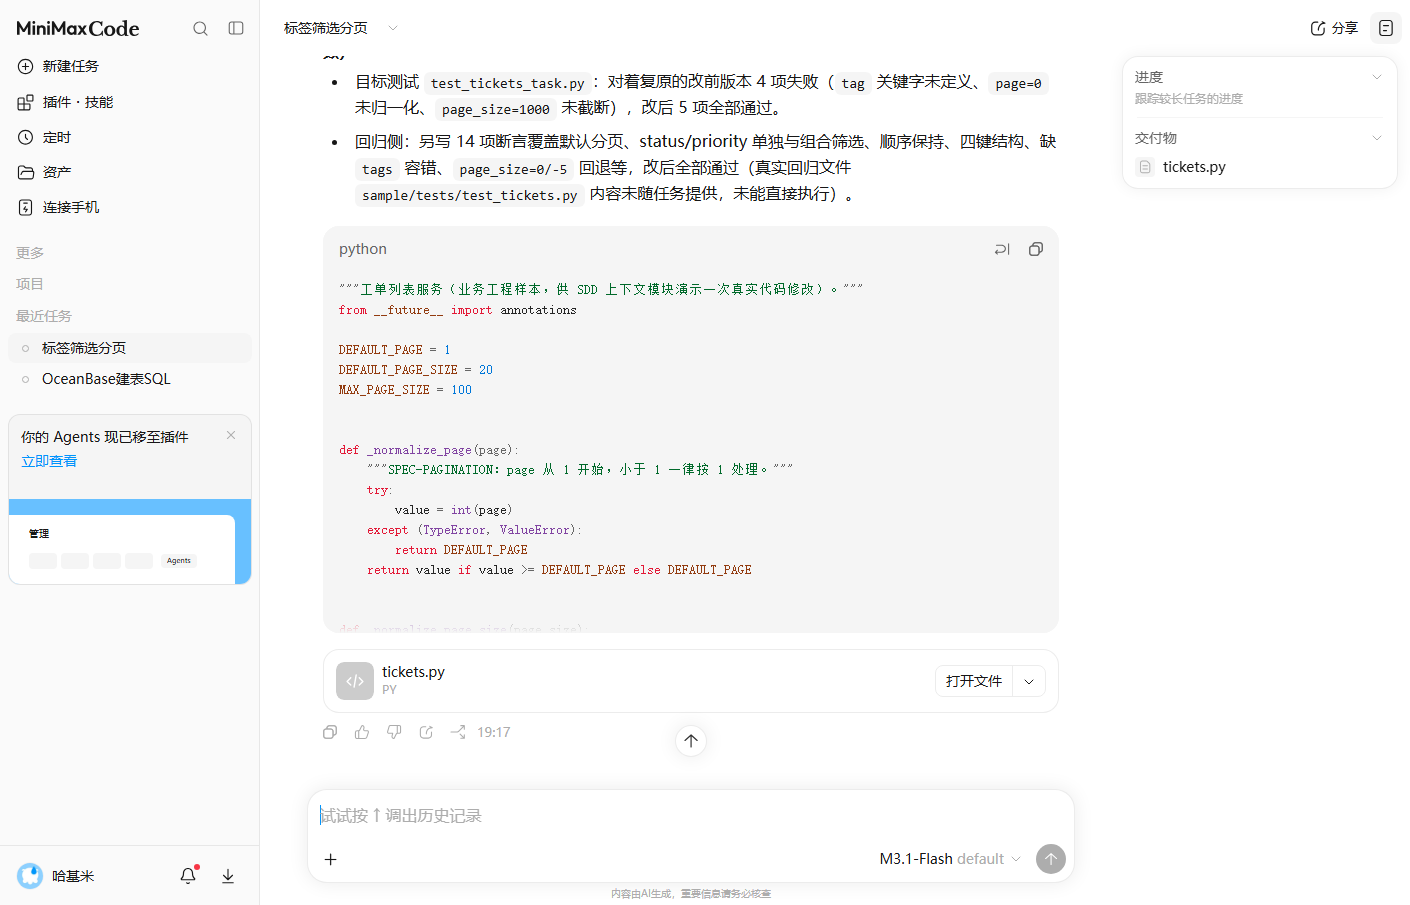 MiniMax Code
新建任务
插件 · 技能
定时
资产
连接手机
更多
项目
最近任务
标签筛选分页
OceanBase建表SQL
你的 Agents 现已移至插件
立即查看
管理
Agents
哈基米
标签筛选分页
分享
目标测试 test_tickets_task.py ：对着复原的改前版本 4 项失败（ tag 关键字未定义、 page=0
未归一化、 page_size=1000 未截断），改后 5 项全部通过。
回归侧：另写 14 项断言覆盖默认分页、status/priority 单独与组合筛选、顺序保持、四键结构、缺
tags 容错、 page_size=0/-5 回退等，改后全部通过（真实回归文件
sample/tests/test_tickets.py 内容未随任务提供，未能直接执行）。
python
"""工单列表服务（业务工程样本，供 SDD 上下文模块演示一次真实代码修改）。"""
from __future__ import annotations
DEFAULT_PAGE = 1
DEFAULT_PAGE_SIZE = 20
MAX_PAGE_SIZE = 100
def _normalize_page(page):
"""SPEC-PAGINATION：page 从 1 开始，小于 1 一律按 1 处理。"""
try:
value = int(page)
except (TypeError, ValueError):
return DEFAULT_PAGE
return value if value >= DEFAULT_PAGE else DEFAULT_PAGE
def _normalize_page_size(page_size)
tickets.py
PY
打开文件
19:17
试试按 ↑ 调出历史记录
M3.1-Flash default
内容由AI生成，重要信息请务必核查
进度
跟踪较长任务的进度
交付物
tickets.py